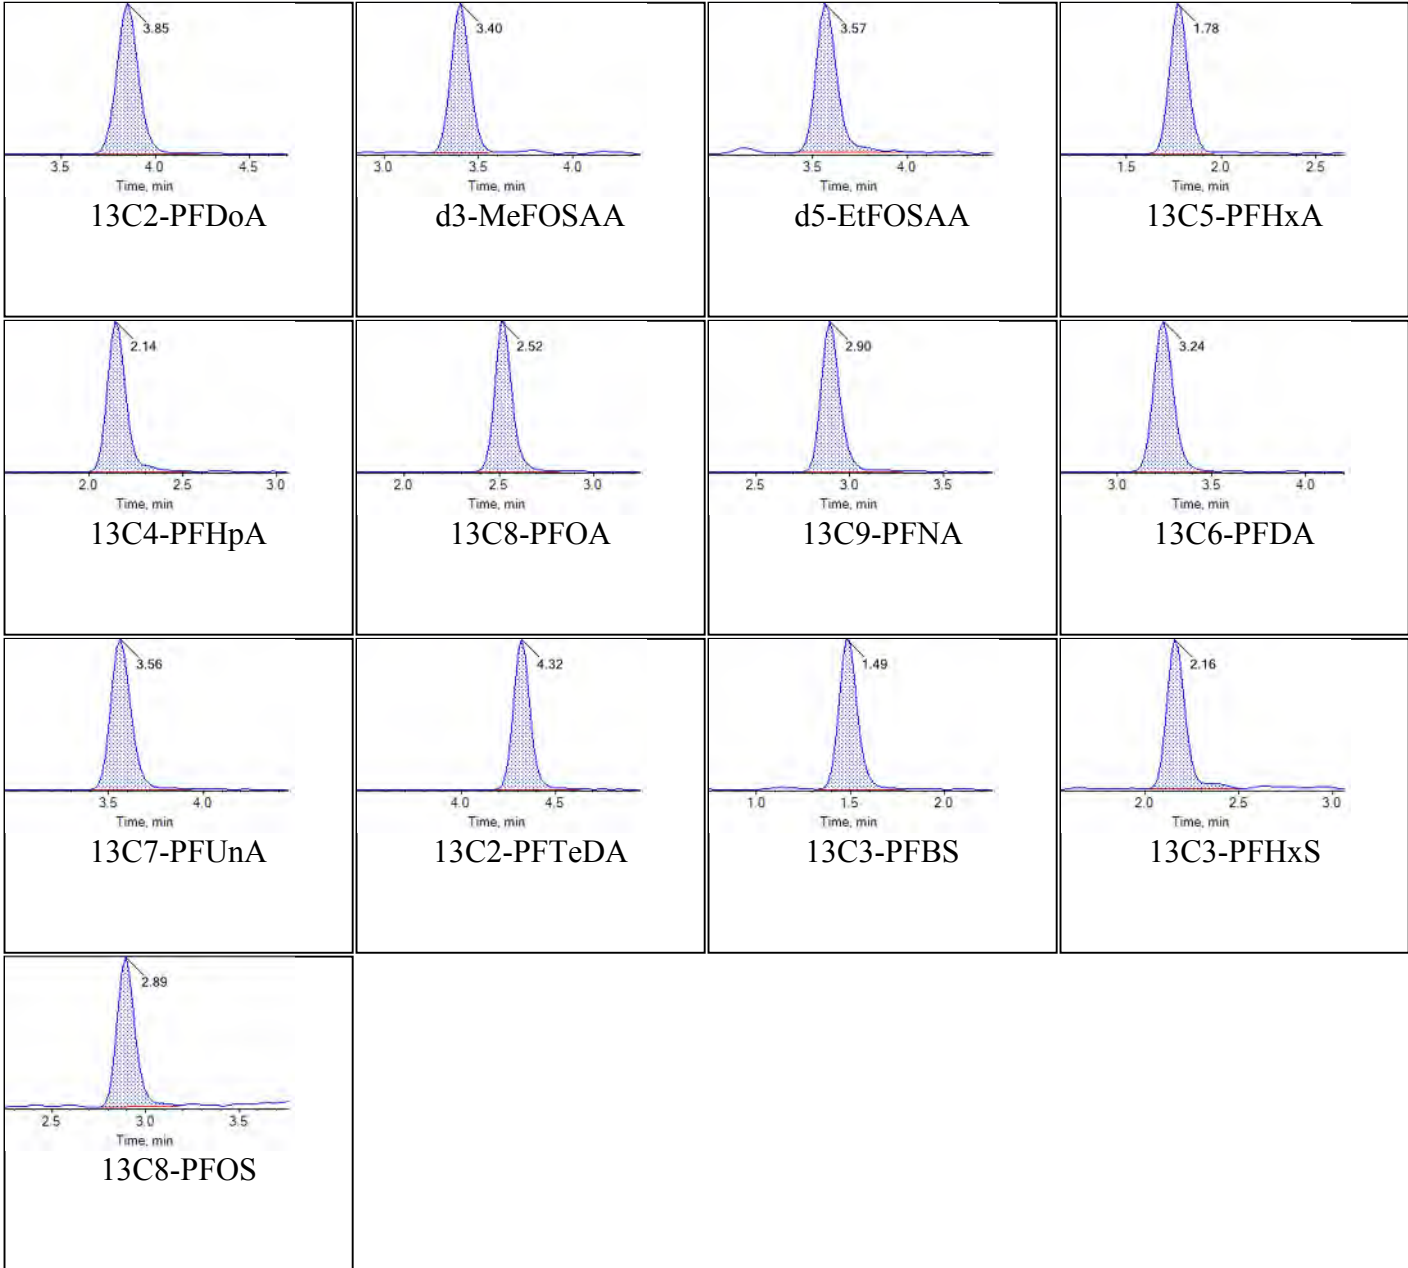 3.85
3.5 4.0 4.5
Time, min
13C2-PFDoA
3.40
3.0 3.5 4.0
Time, min
d3-MeFOSAA
3.57
3.5 4.0
Time, min
d5-EtFOSAA
1.78
1.5 2.0 2.5
Time, min
13C5-PFHxA
2.14
2.0 2.5 3.0
Time, min
13C4-PFHpA
2.52
2.0 2.5 3.0
Time, min
13C8-PFOA
2.90
2.5 3.0 3.5
Time, min
13C9-PFNA
3.24
3.0 3.5 4.0
Time, min
13C6-PFDA
3.56
3.5 4.0
Time, min
13C7-PFUnA
4.32
4.0 4.5
Time, min
13C2-PFTeDA
1.49
1.0 1.5 2.0
Time, min
13C3-PFBS
2.16
2.0 2.5 3.0
Time, min
13C3-PFHxS
2.89
2.5 3.0 3.5
Time, min
13C8-PFOS